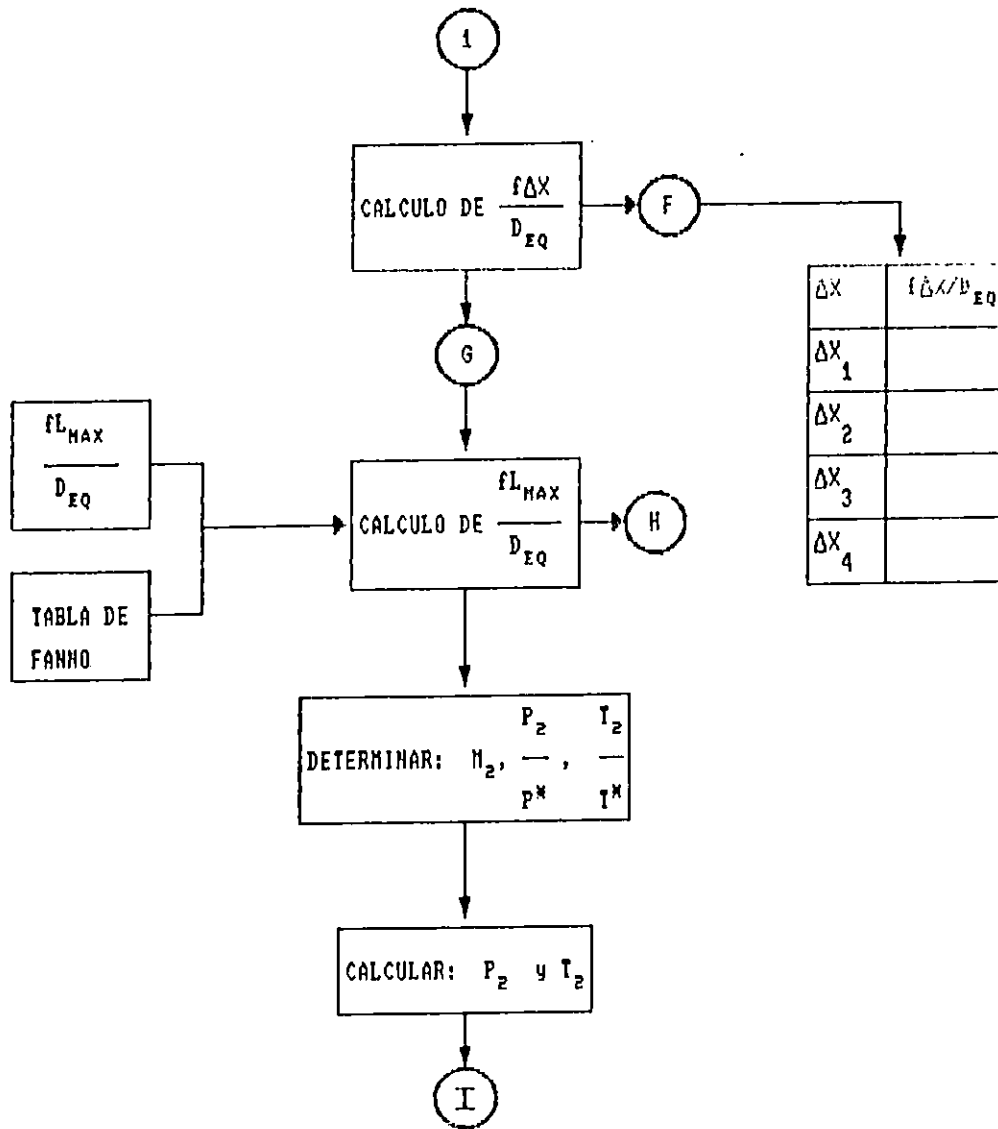 1
CALCULO DE fΔX / D_EQ
F
ΔX fΔX/D_EQ
ΔX_1
ΔX_2
ΔX_3
ΔX_4
G
fL_MAX / D_EQ
TABLA DE
FANNO
CALCULO DE fL_MAX / D_EQ
H
DETERMINAR: M_2, P_2 / P*, T_2 / T*
CALCULAR: P_2 y T_2
I